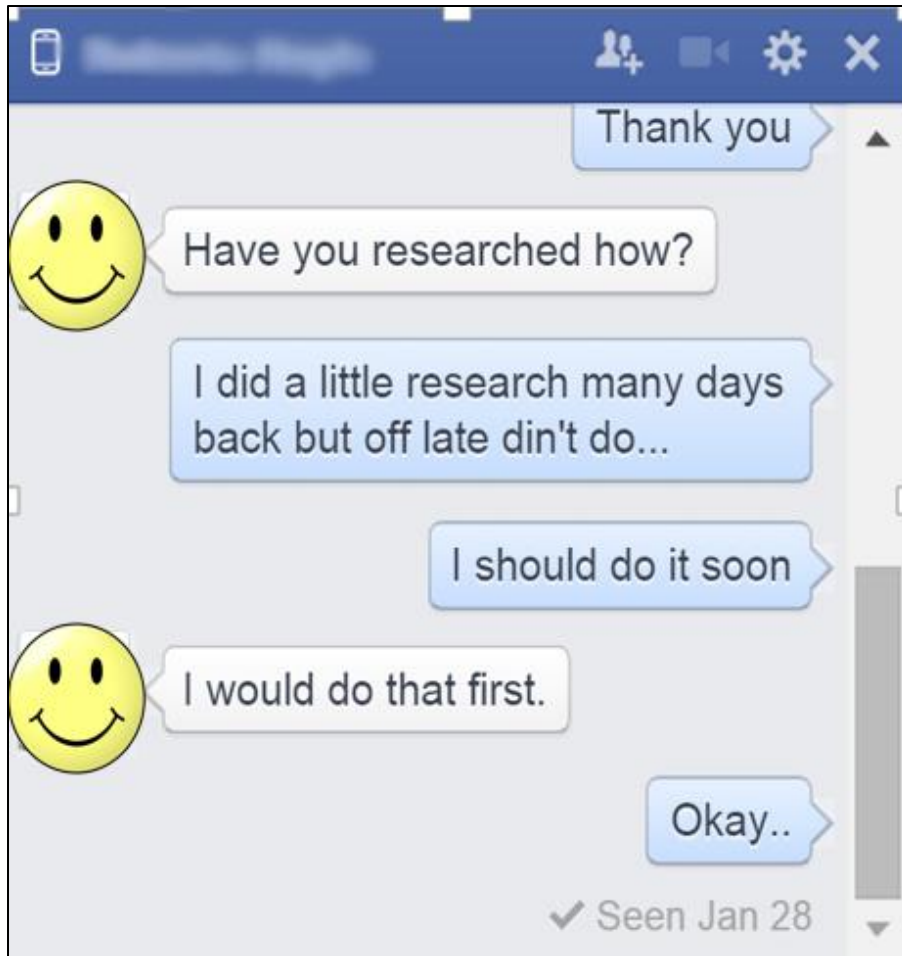 Thank you
Have you researched how?
I did a little research many days
back but off late din't do...
I should do it soon
I would do that first.
Okay..
Seen Jan 28